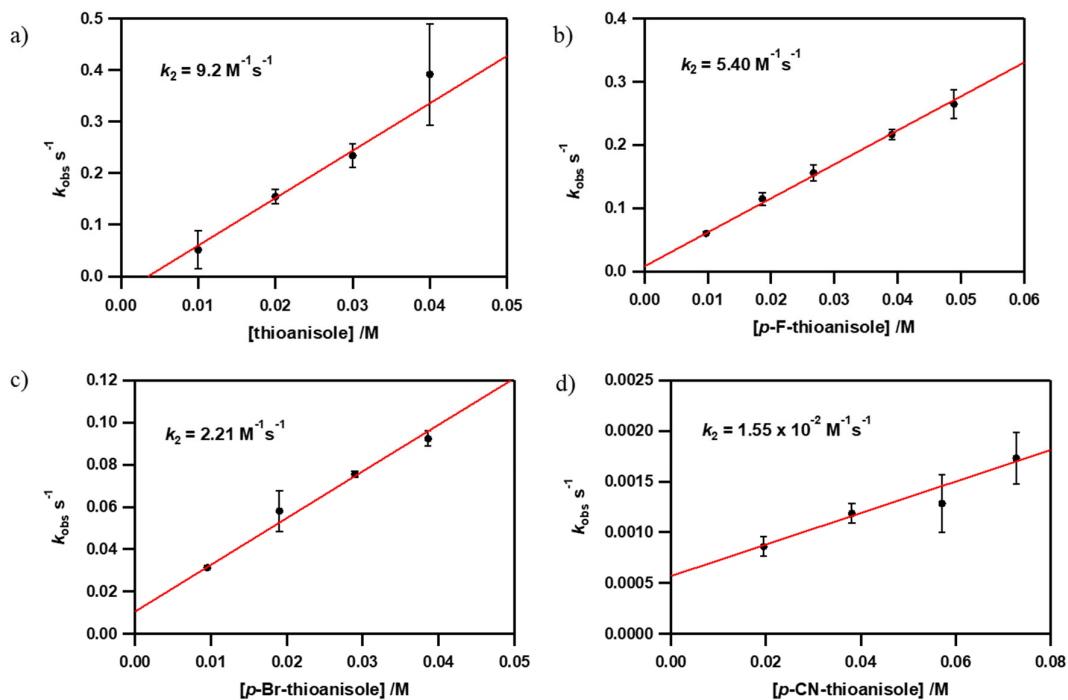 a)
k₂ = 9.2 M⁻¹s⁻¹
k_obs s⁻¹
0.5
0.4
0.3
0.2
0.1
0.0
0.00 0.01 0.02 0.03 0.04 0.05
[thioanisole] /M
b)
k₂ = 5.40 M⁻¹s⁻¹
k_obs s⁻¹
0.4
0.3
0.2
0.1
0.0
0.00 0.01 0.02 0.03 0.04 0.05 0.06
[p-F-thioanisole] /M
c)
k₂ = 2.21 M⁻¹s⁻¹
k_obs s⁻¹
0.12
0.10
0.08
0.06
0.04
0.02
0.00
0.00 0.01 0.02 0.03 0.04 0.05
[p-Br-thioanisole] /M
d)
k₂ = 1.55 x 10⁻² M⁻¹s⁻¹
k_obs s⁻¹
0.0025
0.0020
0.0015
0.0010
0.0005
0.0000
0.00 0.02 0.04 0.06 0.08
[p-CN-thioanisole] /M